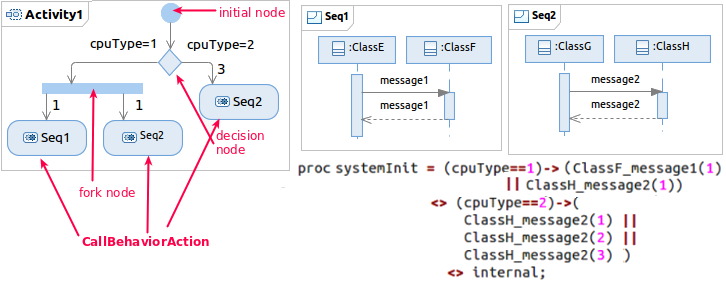 Activity1
initial node
cpuType=1
cpuType=2
3
1
1
Seq1
Seq2
Seq2
decision
node
fork node
CallBehaviorAction
Seq1
:ClassE
:ClassF
message1
message1
Seq2
:ClassG
:ClassH
message2
message2
proc systemInit = (cpuType==1)->(ClassF_message1(1)
|| ClassH_message2(1))
<> (cpuType==2)->(
ClassH_message2(1) ||
ClassH_message2(2) ||
ClassH_message2(3) )
<> internal;